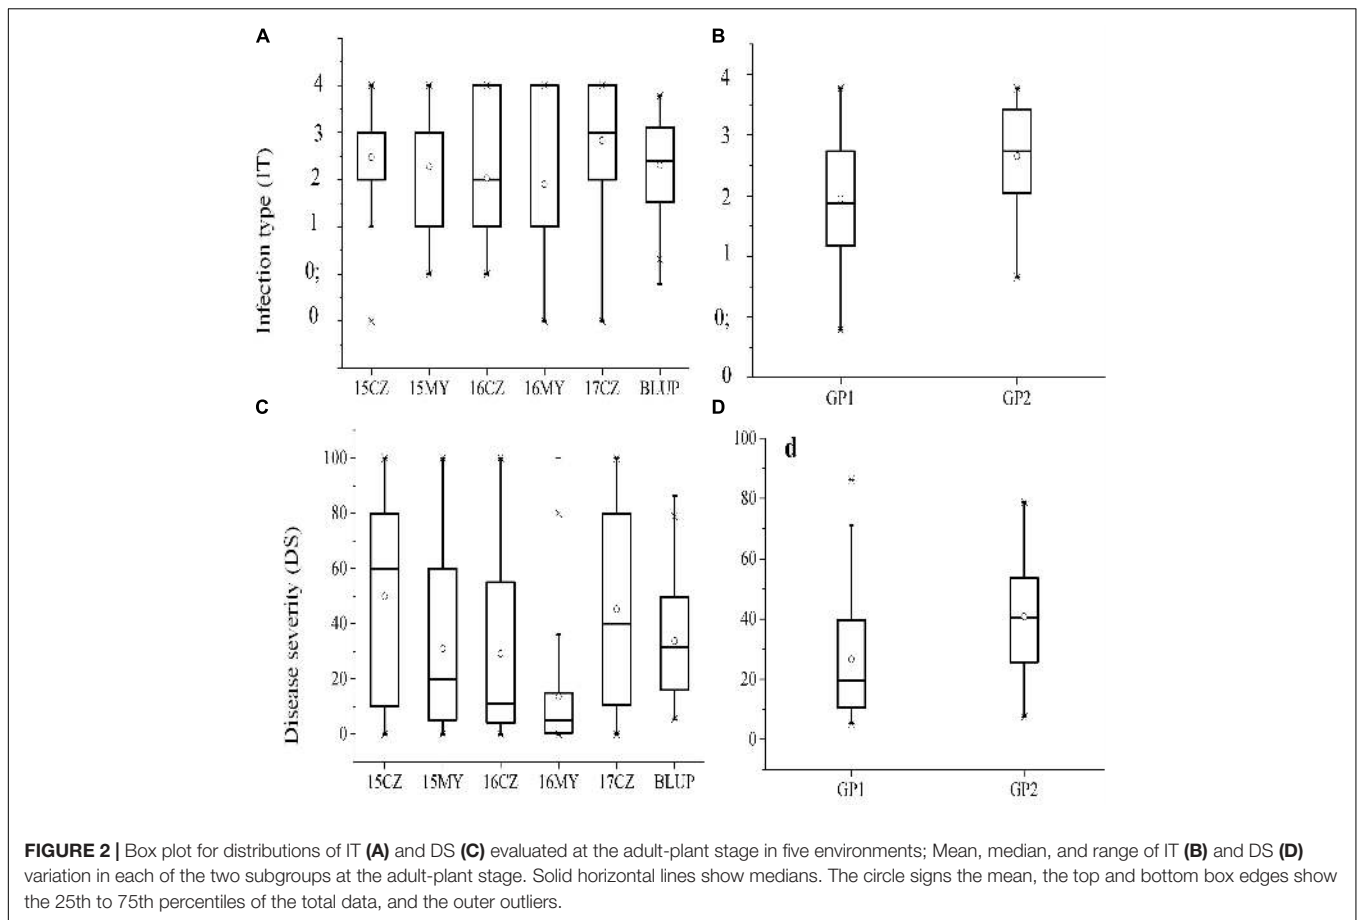 A
B
Infection type (IT)
4
3
2
1
0;
0
15CZ 15MY 16CZ 16MY 17CZ BLUP
4
3
2
1
0;
0
GP1 GP2
C
D
Disease severity (DS)
100
80
60
40
20
0
15CZ 15MY 16CZ 16MY 17CZ BLUP
d
100
80
60
40
20
0
GP1 GP2
FIGURE 2 | Box plot for distributions of IT (A) and DS (C) evaluated at the adult-plant stage in five environments; Mean, median, and range of IT (B) and DS (D)
variation in each of the two subgroups at the adult-plant stage. Solid horizontal lines show medians. The circle signs the mean, the top and bottom box edges show
the 25th to 75th percentiles of the total data, and the outer outliers.